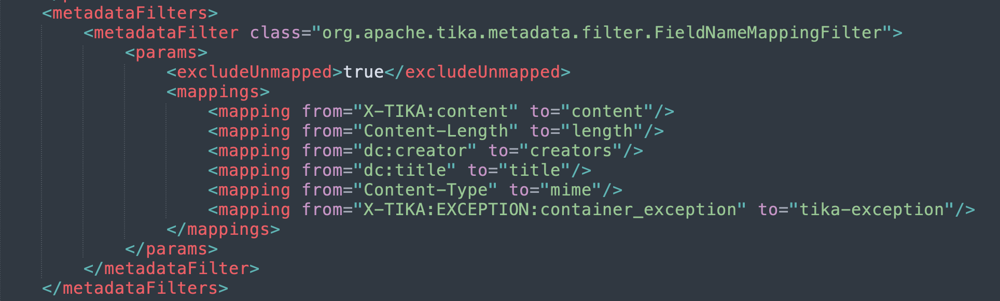 <metadataFilters>
<metadataFilter class="org.apache.tika.metadata.filter.FieldNameMappingFilter">
<params>
<excludeUnmapped>true</excludeUnmapped>
<mappings>
<mapping from="X-TIKA:content" to="content"/>
<mapping from="Content-Length" to="length"/>
<mapping from="dc:creator" to="creators"/>
<mapping from="dc:title" to="title"/>
<mapping from="Content-Type" to="mime"/>
<mapping from="X-TIKA:EXCEPTION:container_exception" to="tika-exception"/>
</mappings>
</params>
</metadataFilter>
</metadataFilters>